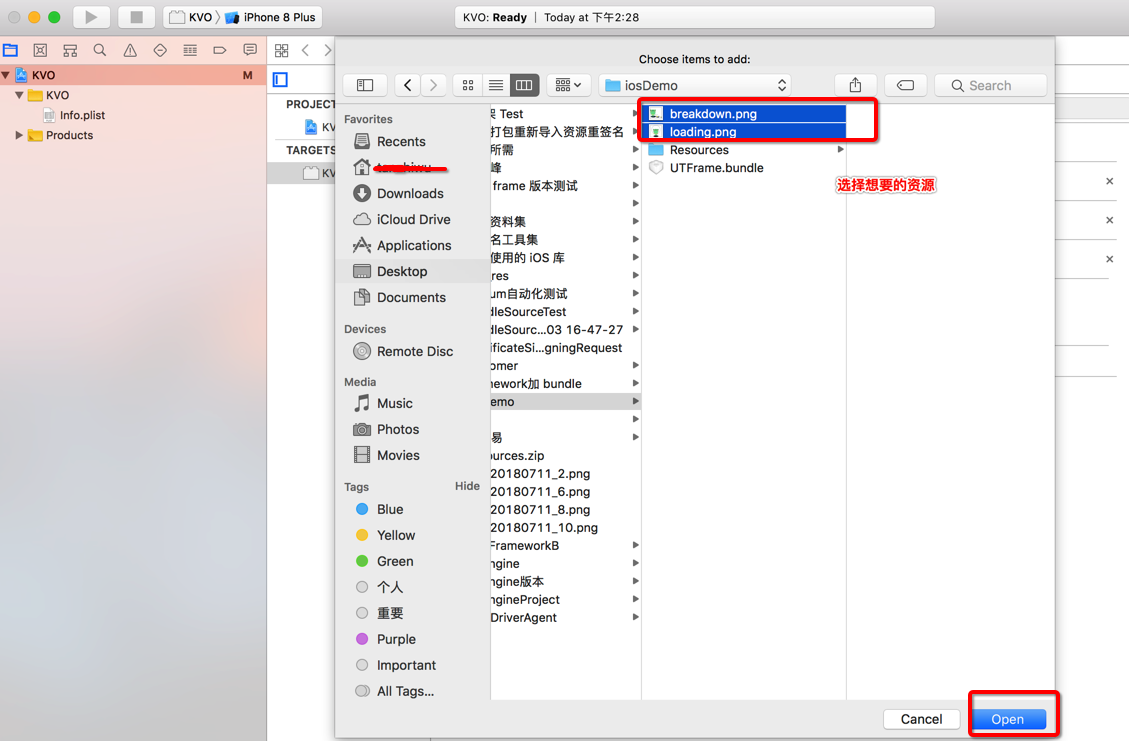 KVO
iPhone 8 Plus
KVO: Ready | Today at 下午2:28
KVO M
KVO
Info.plist
Products
PROJECT
KV
TARGETS
KV
Choose items to add:
iosDemo
Search
Favorites
Recents
Downloads
iCloud Drive
Applications
Desktop
Documents
Devices
Remote Disc
Media
Music
Photos
Movies
Tags Hide
Blue
Yellow
Green
个人
重要
Purple
Important
All Tags...
Test
打包重新导入资源重签名
所需
峰
frame 版本测试
资料集
名工具集
使用的 iOS 库
res
um自动化测试
dleSourceTest
dleSourc...03 16-47-27
ificateSi...gningRequest
omer
nework加 bundle
emo
易
ources.zip
20180711_2.png
20180711_6.png
20180711_8.png
20180711_10.png
FrameworkB
ngine
ngine版本
ngineProject
DriverAgent
breakdown.png
loading.png
Resources
UTFrame.bundle
选择想要的资源
Cancel
Open